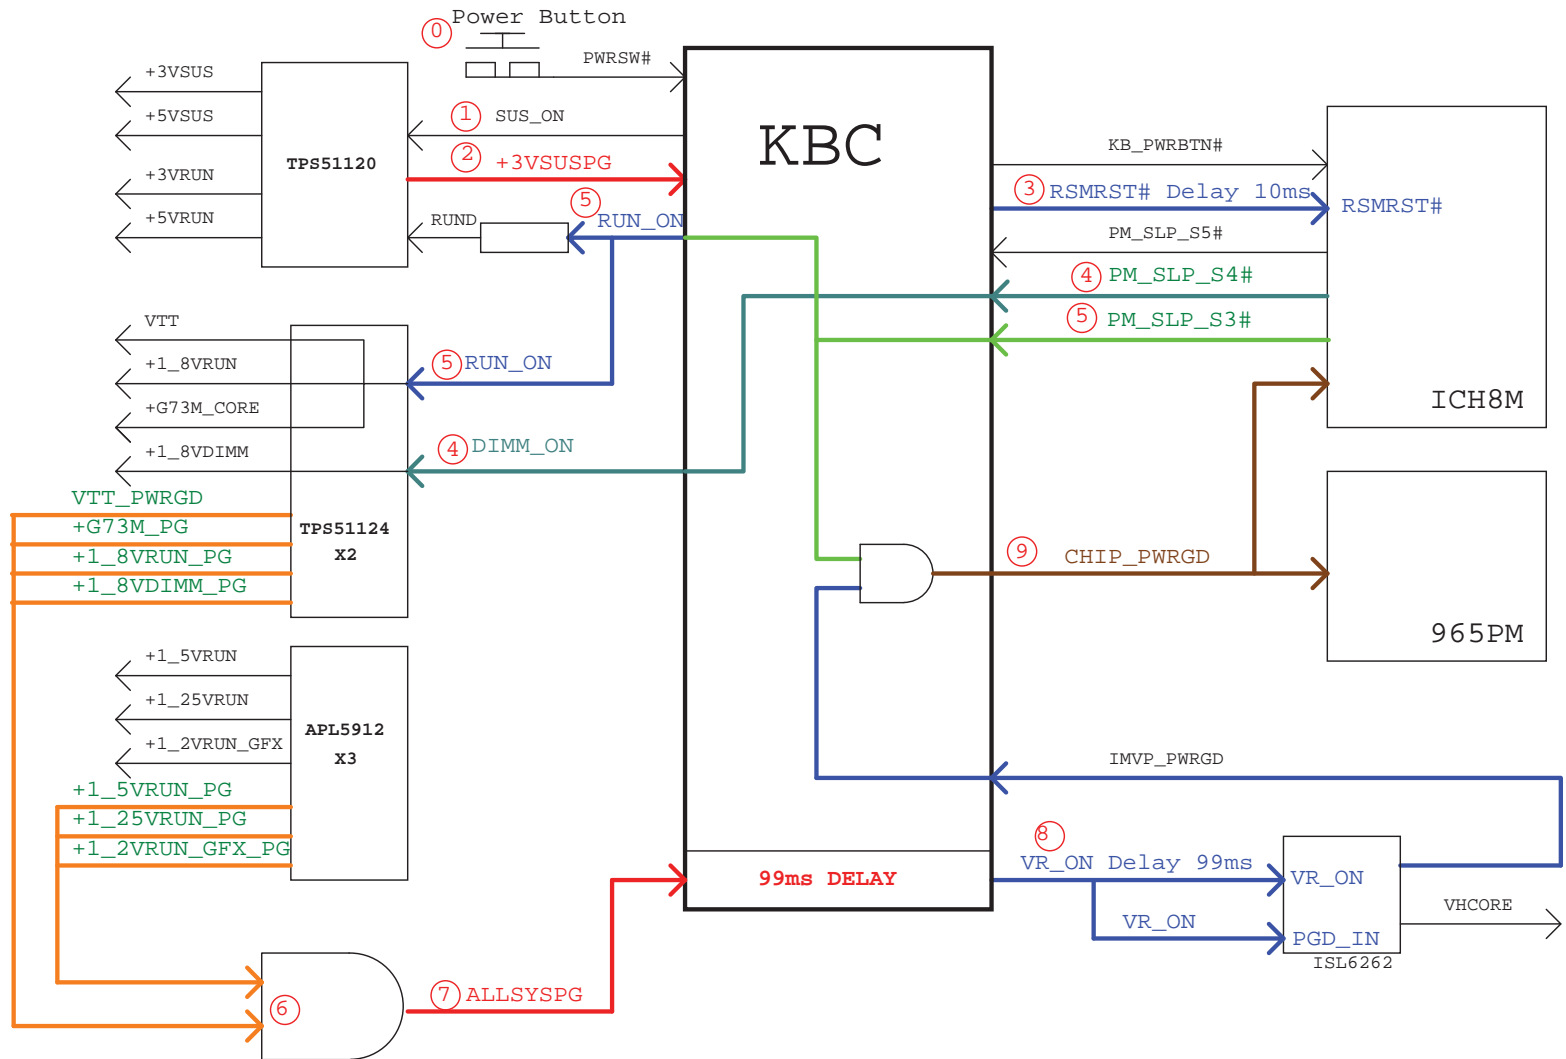 0 Power Button
PWRSW#
+3VSUS
+5VSUS
+3VRUN
+5VRUN
TPS51120
1 SUS_ON
2 +3VSUSPG
RUND
5 RUN_ON
KBC
KB_PWRBTN#
3 RSMRST# Delay 10ms
RSMRST#
PM_SLP_S5#
4 PM_SLP_S4#
5 PM_SLP_S3#
ICH8M
VTT
+1_8VRUN
+G73M_CORE
+1_8VDIMM
5 RUN_ON
4 DIMM_ON
VTT_PWRGD
+G73M_PG
+1_8VRUN_PG
+1_8VDIMM_PG
TPS51124
X2
9 CHIP_PWRGD
965PM
+1_5VRUN
+1_25VRUN
+1_2VRUN_GFX
APL5912
X3
+1_5VRUN_PG
+1_25VRUN_PG
+1_2VRUN_GFX_PG
IMVP_PWRGD
99ms DELAY
8
VR_ON Delay 99ms
VR_ON
VR_ON
PGD_IN
ISL6262
VHCORE
6
7 ALLSYSPG